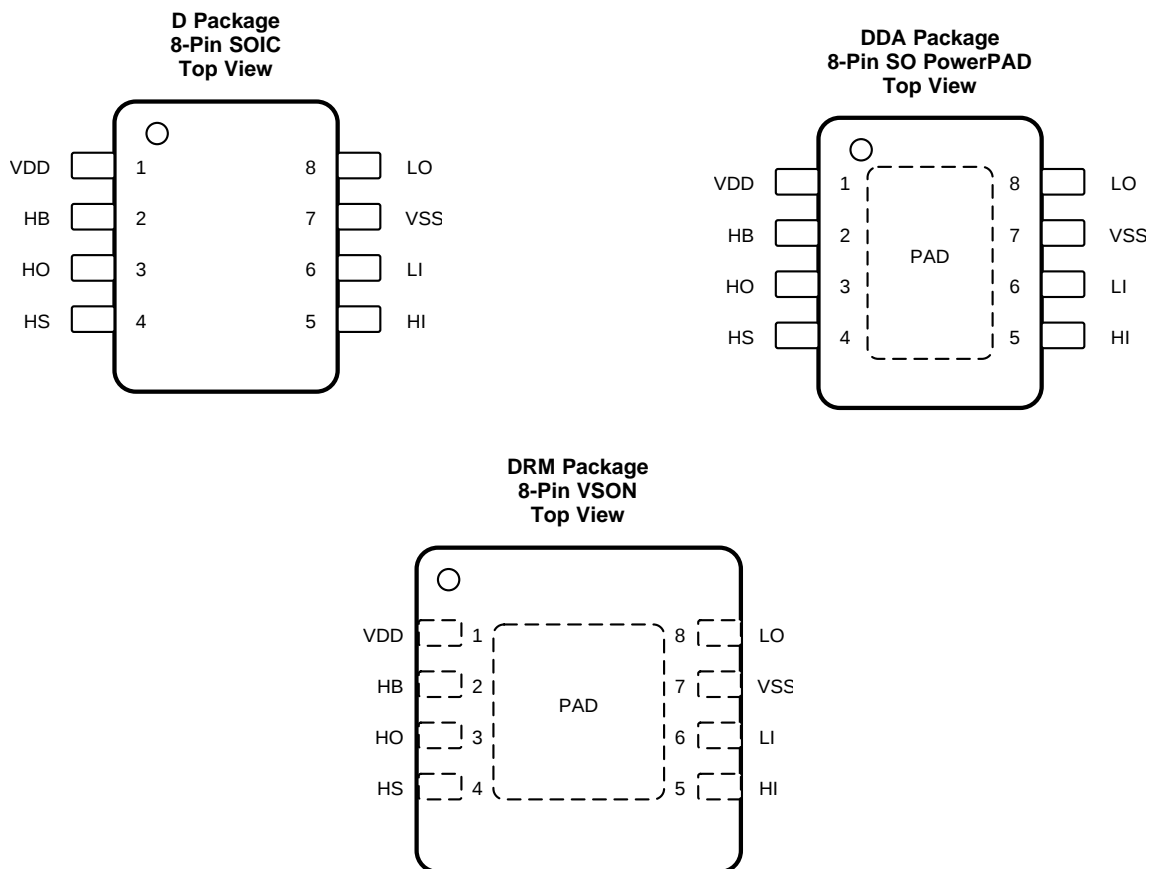 D Package
8-Pin SOIC
Top View
VDD 1 8 LO
HB 2 7 VSS
HO 3 6 LI
HS 4 5 HI
DDA Package
8-Pin SO PowerPAD
Top View
VDD 1 8 LO
HB 2 7 VSS
PAD
HO 3 6 LI
HS 4 5 HI
DRM Package
8-Pin VSON
Top View
VDD 1 8 LO
HB 2 7 VSS
PAD
HO 3 6 LI
HS 4 5 HI